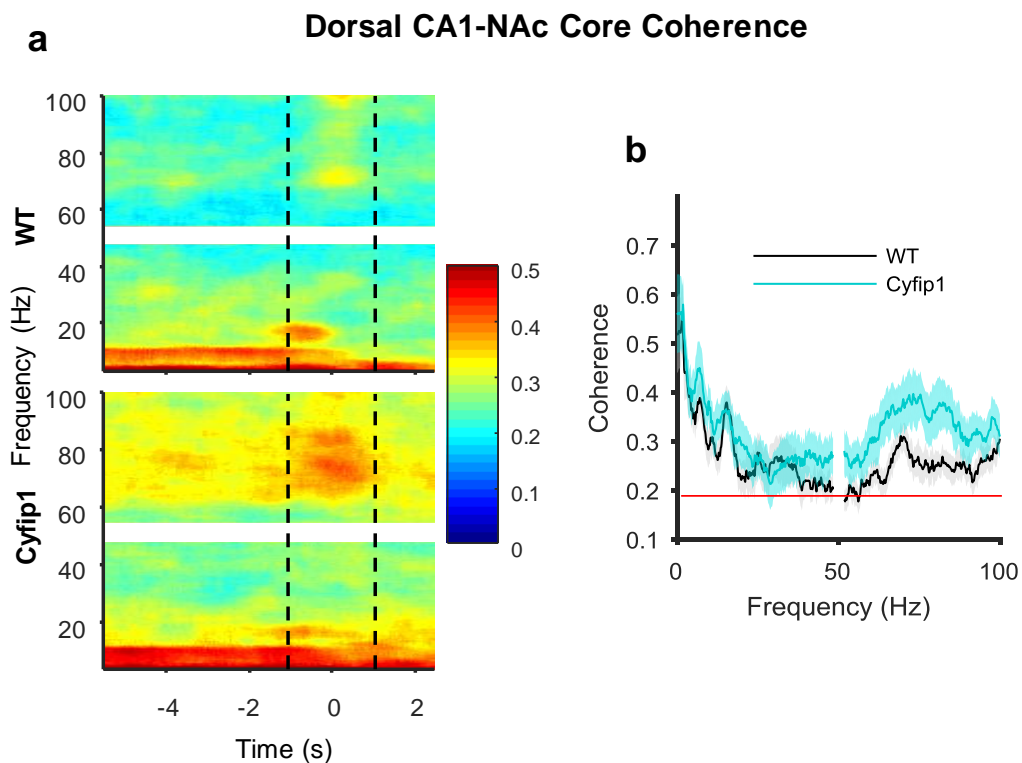 Dorsal CA1-NAc Core Coherence
a
100
80
60
40
20
WT
100
80
60
40
20
Cyfip1
Frequency (Hz)
-4
-2
0
2
Time (s)
0.5
0.4
0.3
0.2
0.1
0
b
WT
Cyfip1
0.7
0.6
0.5
0.4
0.3
0.2
0.1
Coherence
0
50
100
Frequency (Hz)